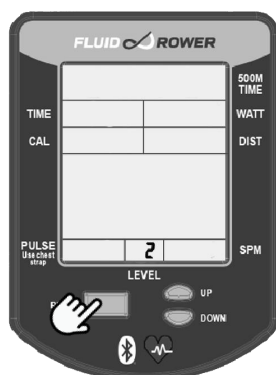 FLUID ROWER
500M
TIME
TIME
WATT
CAL
DIST
PULSE
Use chest
strap
2
SPM
LEVEL
UP
DOWN